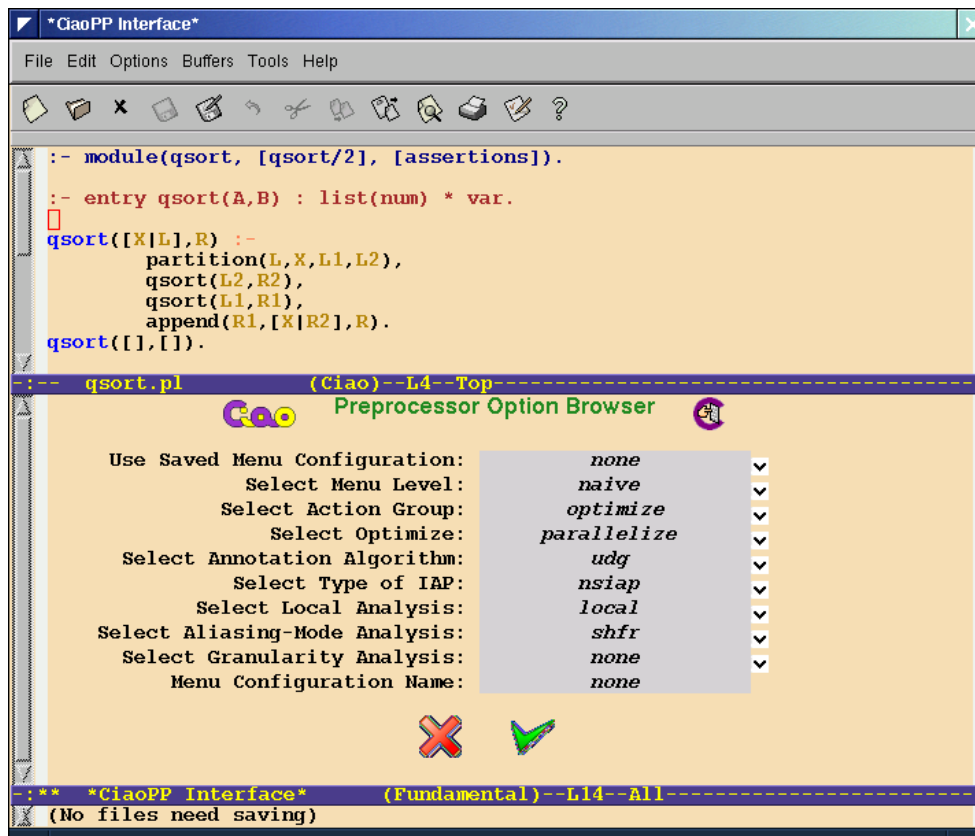 *CiaoPP Interface*
File Edit Options Buffers Tools Help
:- module(qsort, [qsort/2], [assertions]).
:- entry qsort(A,B) : list(num) * var.
qsort([X|L],R) :-
partition(L,X,L1,L2),
qsort(L2,R2),
qsort(L1,R1),
append(R1,[X|R2],R).
qsort([],[]).
-:-- qsort.pl (Ciao)--L4--Top----------------------------------------
Ciao Preprocessor Option Browser
Use Saved Menu Configuration: none
Select Menu Level: naive
Select Action Group: optimize
Select Optimize: parallelize
Select Annotation Algorithm: udg
Select Type of IAP: nsiap
Select Local Analysis: local
Select Aliasing-Mode Analysis: shfr
Select Granularity Analysis: none
Menu Configuration Name: none
-:** *CiaoPP Interface* (Fundamental)--L14--All-------------------------
(No files need saving)